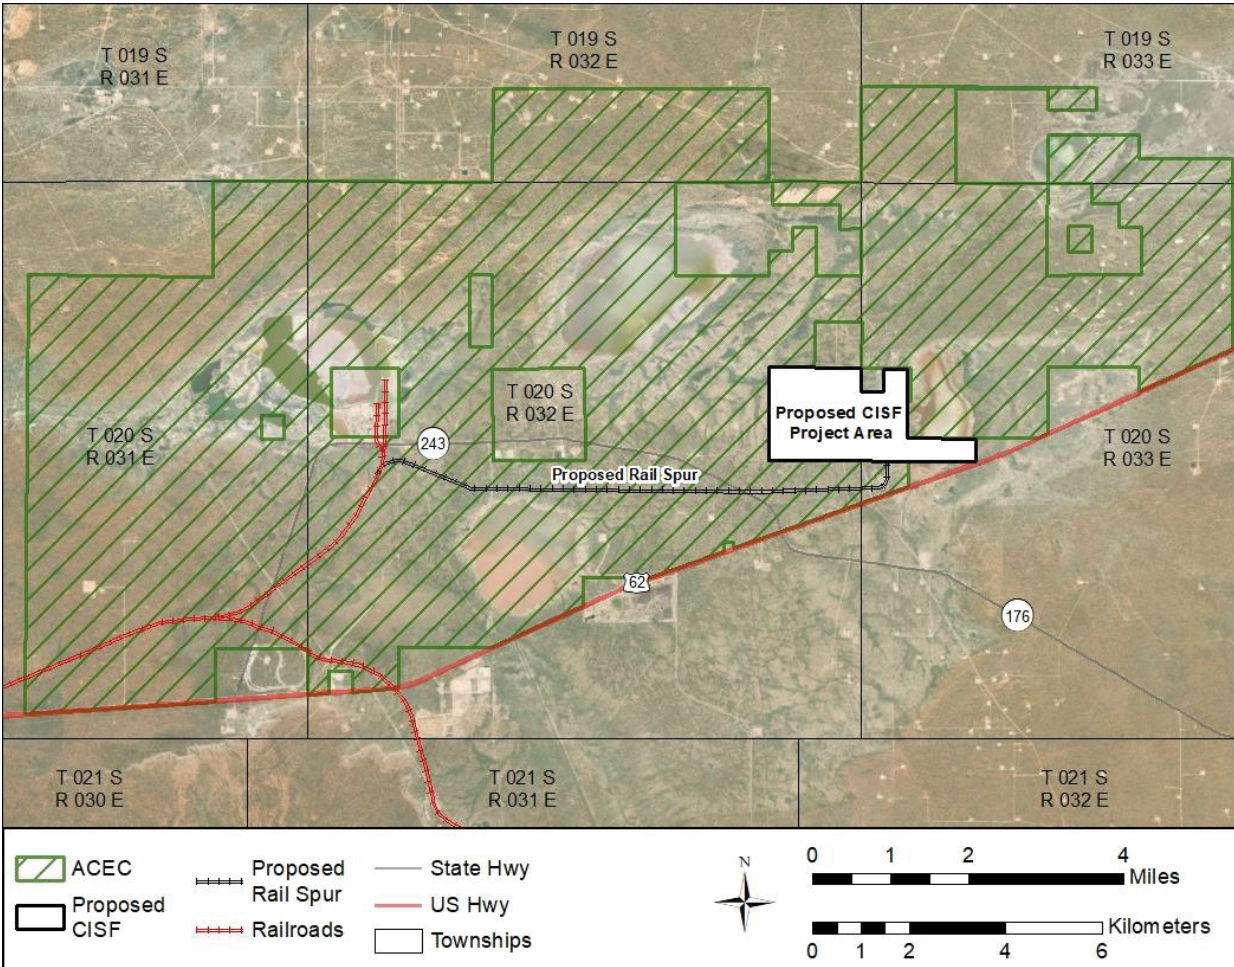 T 019 S
R 031 E
T 019 S
R 032 E
T 019 S
R 033 E
T 020 S
R 031 E
T 020 S
R 032 E
Proposed CISF
Project Area
T 020 S
R 033 E
243
Proposed Rail Spur
62
176
T 021 S
R 030 E
T 021 S
R 031 E
T 021 S
R 032 E
ACEC
Proposed
CISF
Proposed
Rail Spur
Railroads
State Hwy
US Hwy
Townships
N
0 1 2 4
Miles
Kilometers
0 1 2 4 6